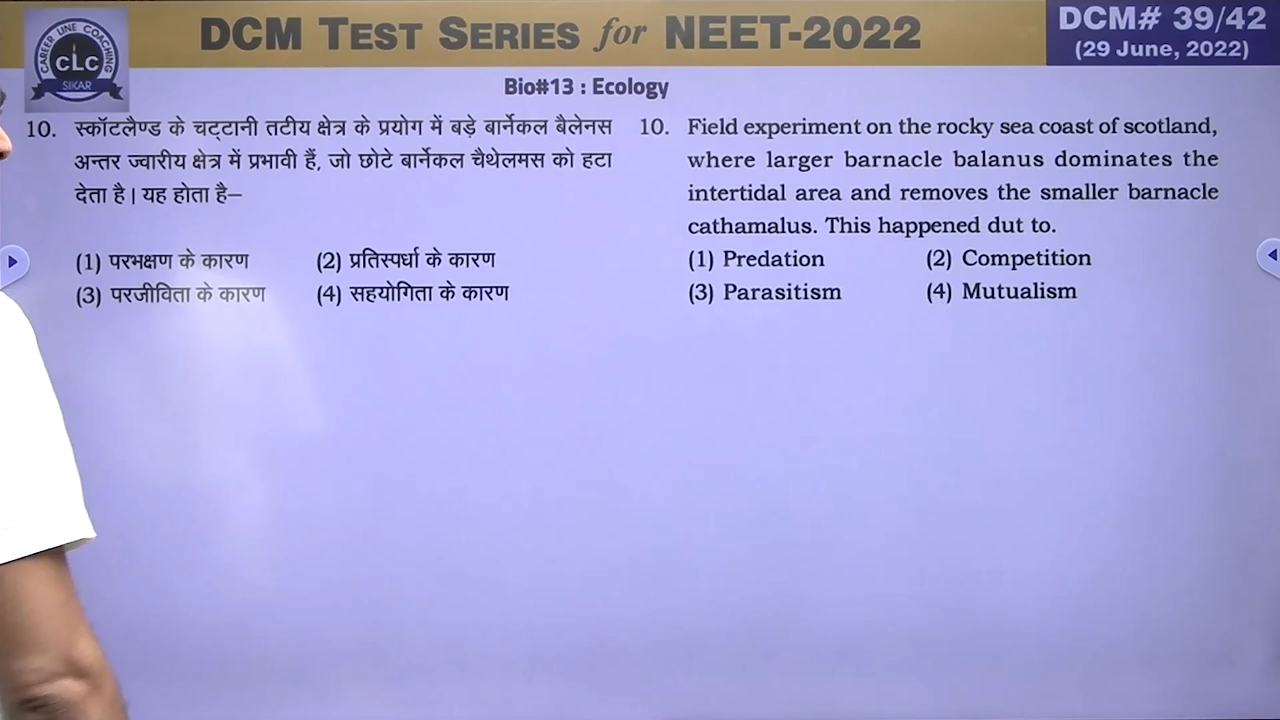 CAREER LINE COACHING
CLC
SIKAR
DCM TEST SERIES for NEET-2022
DCM# 39/42
(29 June, 2022)
Bio#13 : Ecology
10. स्कॉटलैण्ड के चट्टानी तटीय क्षेत्र के प्रयोग में बड़े बार्नेकल बैलेनस
अन्तर ज्वारीय क्षेत्र में प्रभावी हैं, जो छोटे बार्नेकल चैथेलमस को हटा
देता है। यह होता है–
(1) परभक्षण के कारण (2) प्रतिस्पर्धा के कारण
(3) परजीविता के कारण (4) सहयोगिता के कारण
10. Field experiment on the rocky sea coast of scotland,
where larger barnacle balanus dominates the
intertidal area and removes the smaller barnacle
cathamalus. This happened dut to.
(1) Predation (2) Competition
(3) Parasitism (4) Mutualism